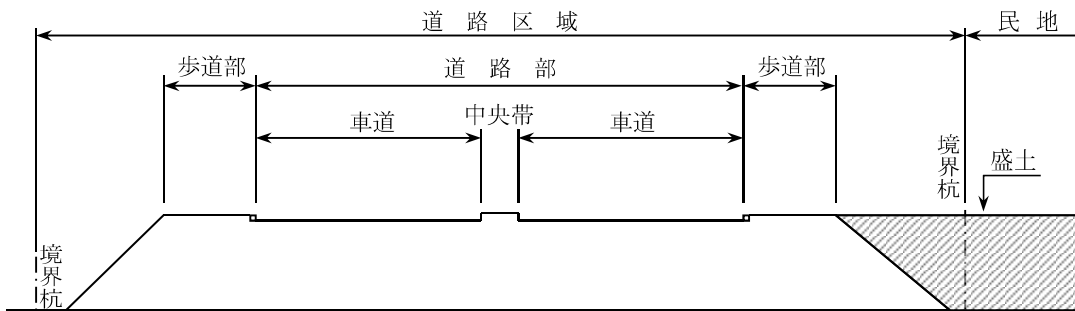 道路区域
民地
歩道部
道路部
歩道部
車道
中央帯
車道
境界杭
盛土
境界杭